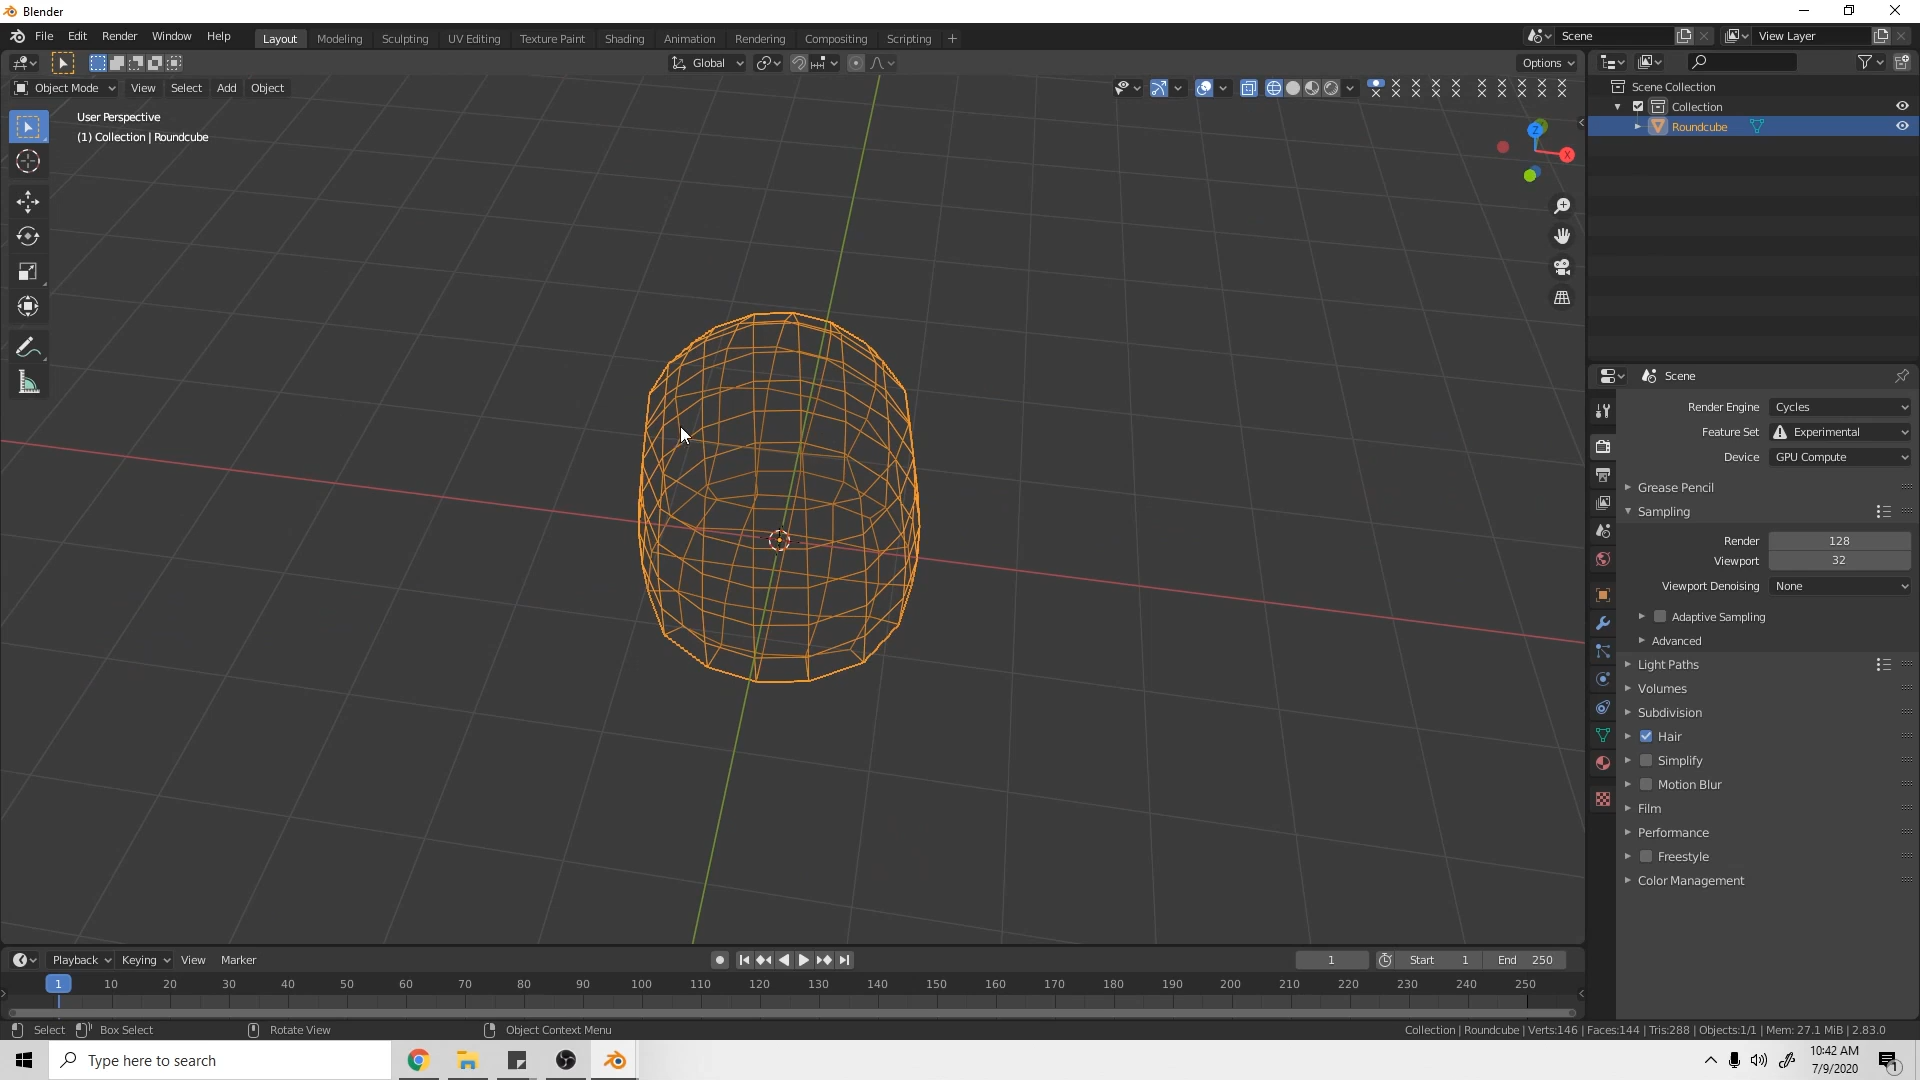 Blender
File Edit Render Window Help Layout Modeling Sculpting UV Editing Texture Paint Shading Animation Rendering Compositing Scripting + Scene View Layer
Global Options
Object Mode View Select Add Object
User Perspective
(1) Collection | Roundcube
Z
X
Scene Collection
Collection
Roundcube
Scene
Render Engine Cycles
Feature Set Experimental
Device GPU Compute
Grease Pencil
Sampling
Render 128
Viewport 32
Viewport Denoising None
Adaptive Sampling
Advanced
Light Paths
Volumes
Subdivision
Hair
Simplify
Motion Blur
Film
Performance
Freestyle
Color Management
Playback Keying View Marker 1 Start 1 End 250
1 10 20 30 40 50 60 70 80 90 100 110 120 130 140 150 160 170 180 190 200 210 220 230 240 250
Select Box Select Rotate View Object Context Menu Collection | Roundcube | Verts:146 | Faces:144 | Tris:288 | Objects:1/1 | Mem: 27.1 MiB | 2.83.0
Type here to search
10:42 AM
7/9/2020
1